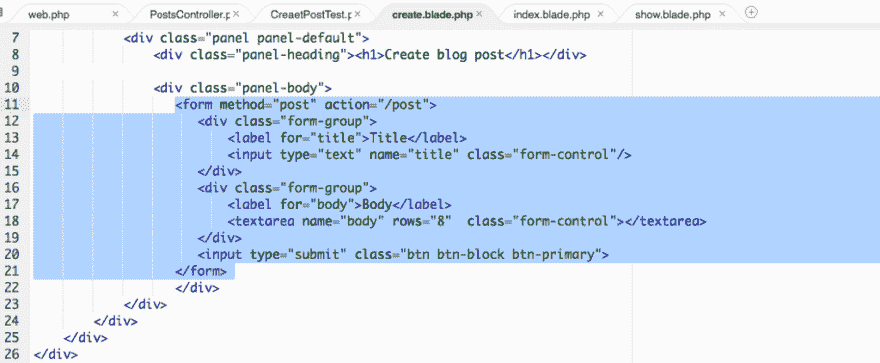 web.php × PostsController.p × CreaetPostTest.p × create.blade.php × index.blade.php × show.blade.php ×
7 <div class="panel panel-default">
8 <div class="panel-heading"><h1>Create blog post</h1></div>
9
10 <div class="panel-body">
11 <form method="post" action="/post">
12 <div class="form-group">
13 <label for="title">Title</label>
14 <input type="text" name="title" class="form-control"/>
15 </div>
16 <div class="form-group">
17 <label for="body">Body</label>
18 <textarea name="body" rows="8"  class="form-control"></textarea>
19 </div>
20 <input type="submit" class="btn btn-block btn-primary">
21 </form>
22 </div>
23 </div>
24 </div>
25 </div>
26 </div>